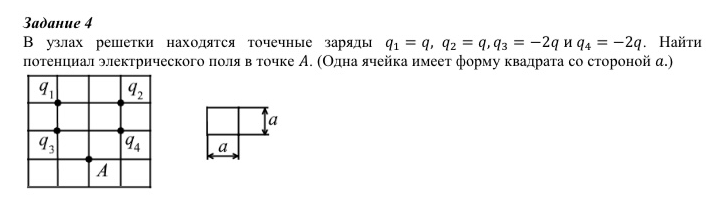 Задание 4
В узлах решетки находятся точечные заряды q₁ = q, q₂ = q, q₃ = −2q и q₄ = −2q. Найти
потенциал электрического поля в точке A. (Одна ячейка имеет форму квадрата со стороной a.)
q₁ q₂
a
q₃ q₄ a
A